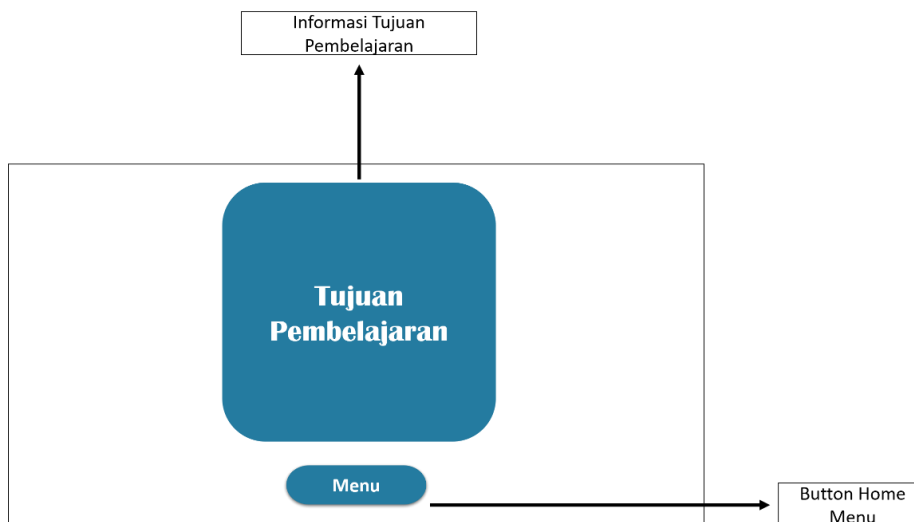 Informasi Tujuan
Pembelajaran
Tujuan
Pembelajaran
Menu
Button Home
Menu